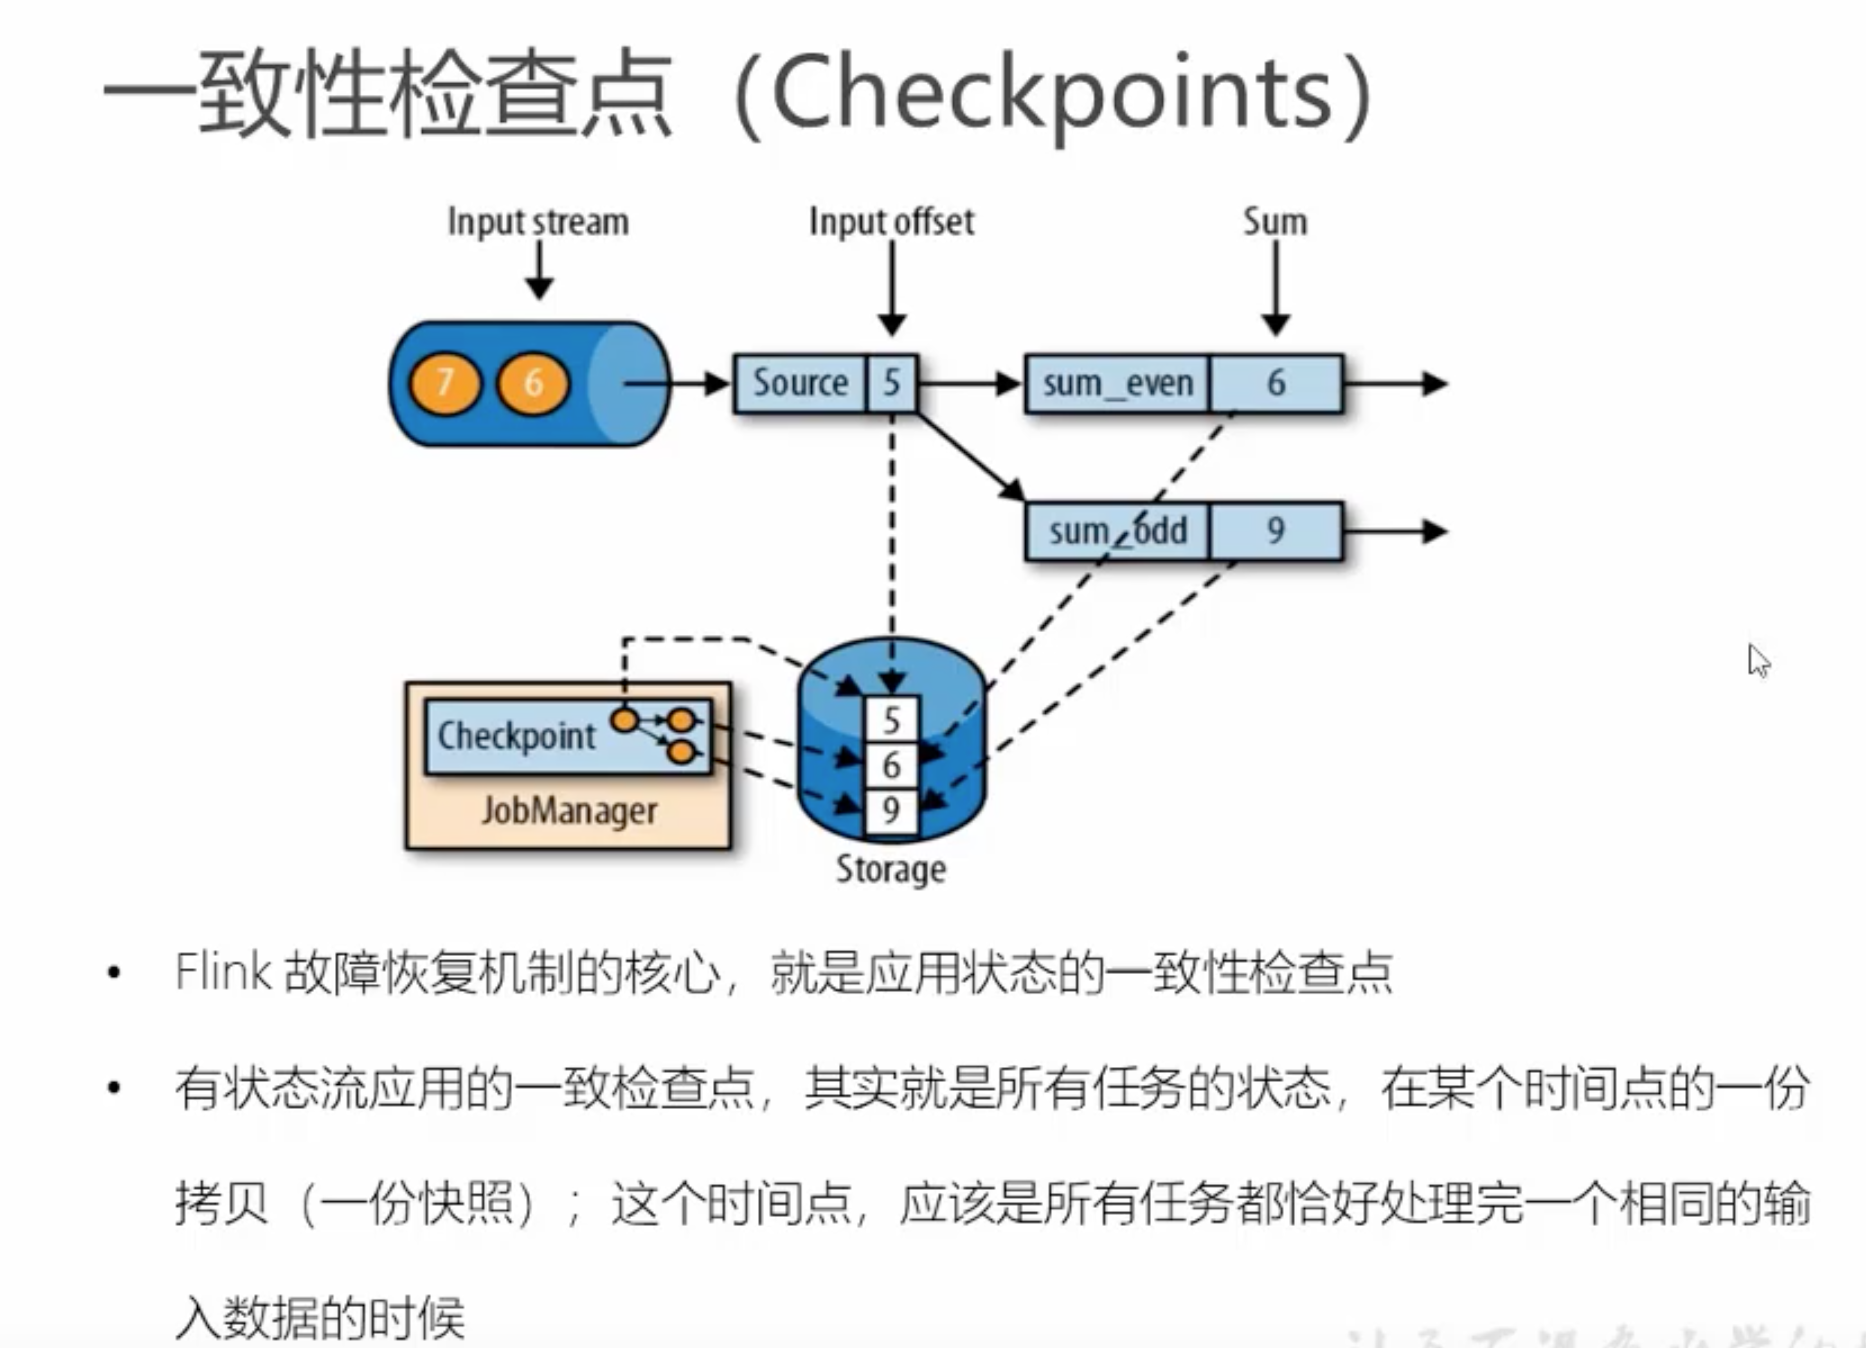 一致性检查点（Checkpoints）
Input stream
Input offset
Sum
7 6
Source 5
sum_even 6
sum_odd 9
Checkpoint
JobManager
5
6
9
Storage
• Flink 故障恢复机制的核心，就是应用状态的一致性检查点
• 有状态流应用的一致检查点，其实就是所有任务的状态，在某个时间点的一份
拷贝（一份快照）；这个时间点，应该是所有任务都恰好处理完一个相同的输
入数据的时候